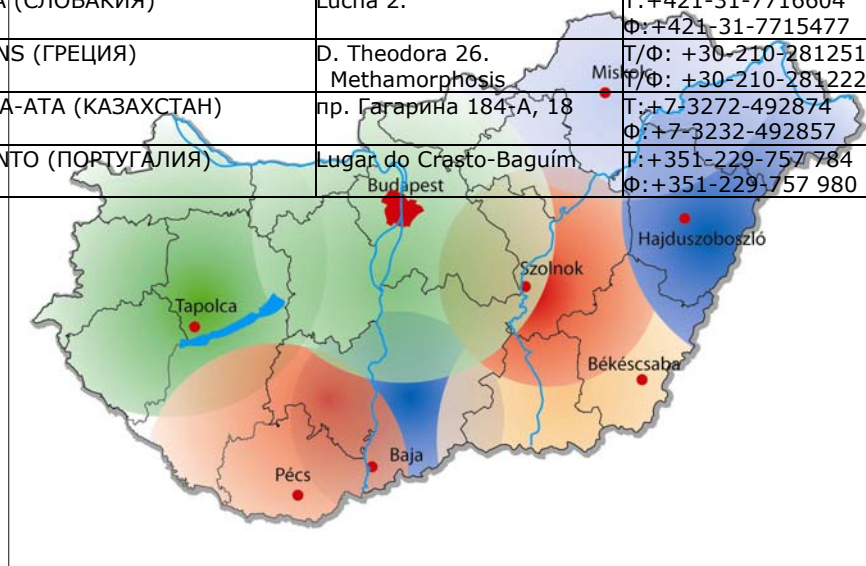 А (СЛОВАКИЯ) Lúčna 2. Т:+421-31-7716604
Ф:+421-31-7715477
NS (ГРЕЦИЯ) D. Theodora 26. Т/Ф: +30-210-281251
Methamorphosis Т/Ф: +30-210-281222
А-АТА (КАЗАХСТАН) пр. Гагарина 184-А, 18 Т:+7-3272-492874
Ф:+7-3232-492857
NTO (ПОРТУГАЛИЯ) Lugar do Crasto-Baguím Т:+351-229-757 784
Ф:+351-229-757 980
Miskolc
Budapest
Hajduszoboszló
Szolnok
Tapolca
Békéscsaba
Baja
Pécs